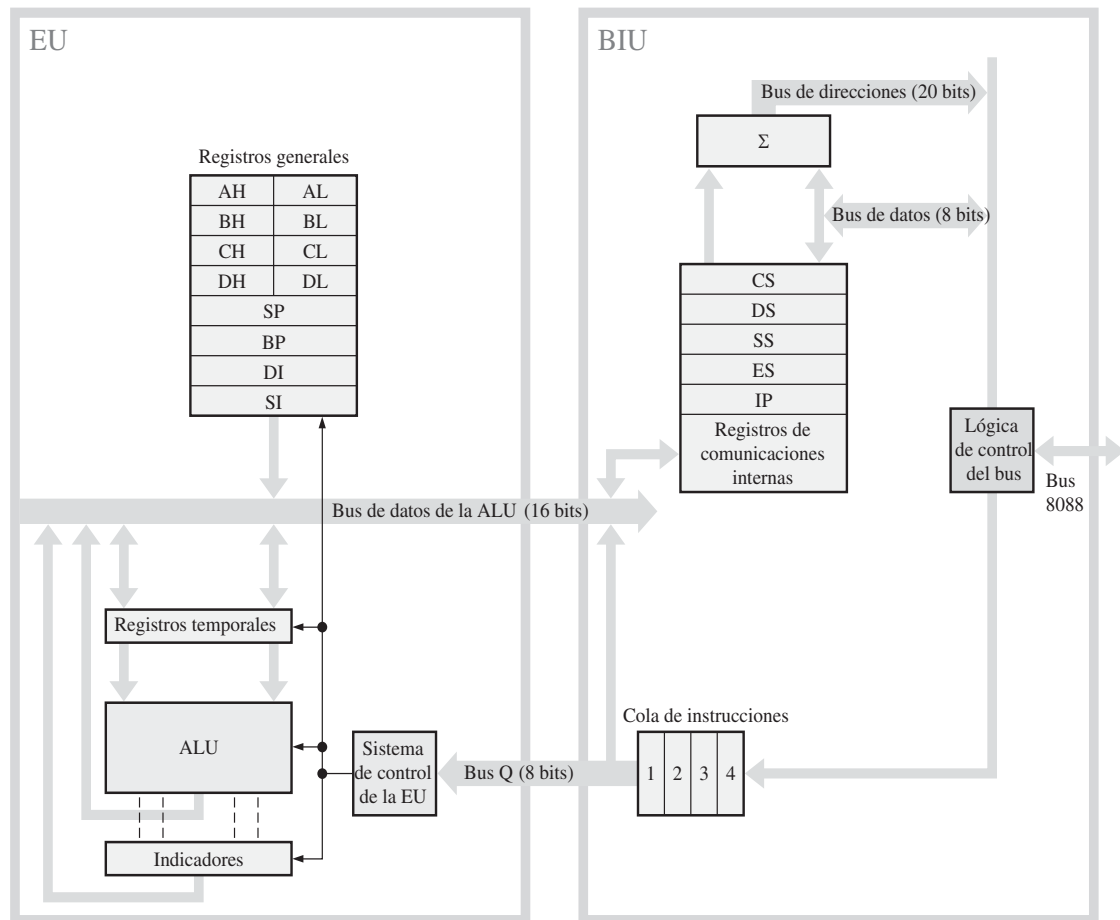 EU
BIU
Bus de direcciones (20 bits)
Σ
Registros generales
AH AL
BH BL
CH CL
DH DL
SP
BP
DI
SI
Bus de datos (8 bits)
CS
DS
SS
ES
IP
Registros de
comunicaciones
internas
Lógica
de control
del bus
Bus
8088
Bus de datos de la ALU (16 bits)
Registros temporales
ALU
Indicadores
Sistema
de control
de la EU
Bus Q (8 bits)
Cola de instrucciones
1 2 3 4